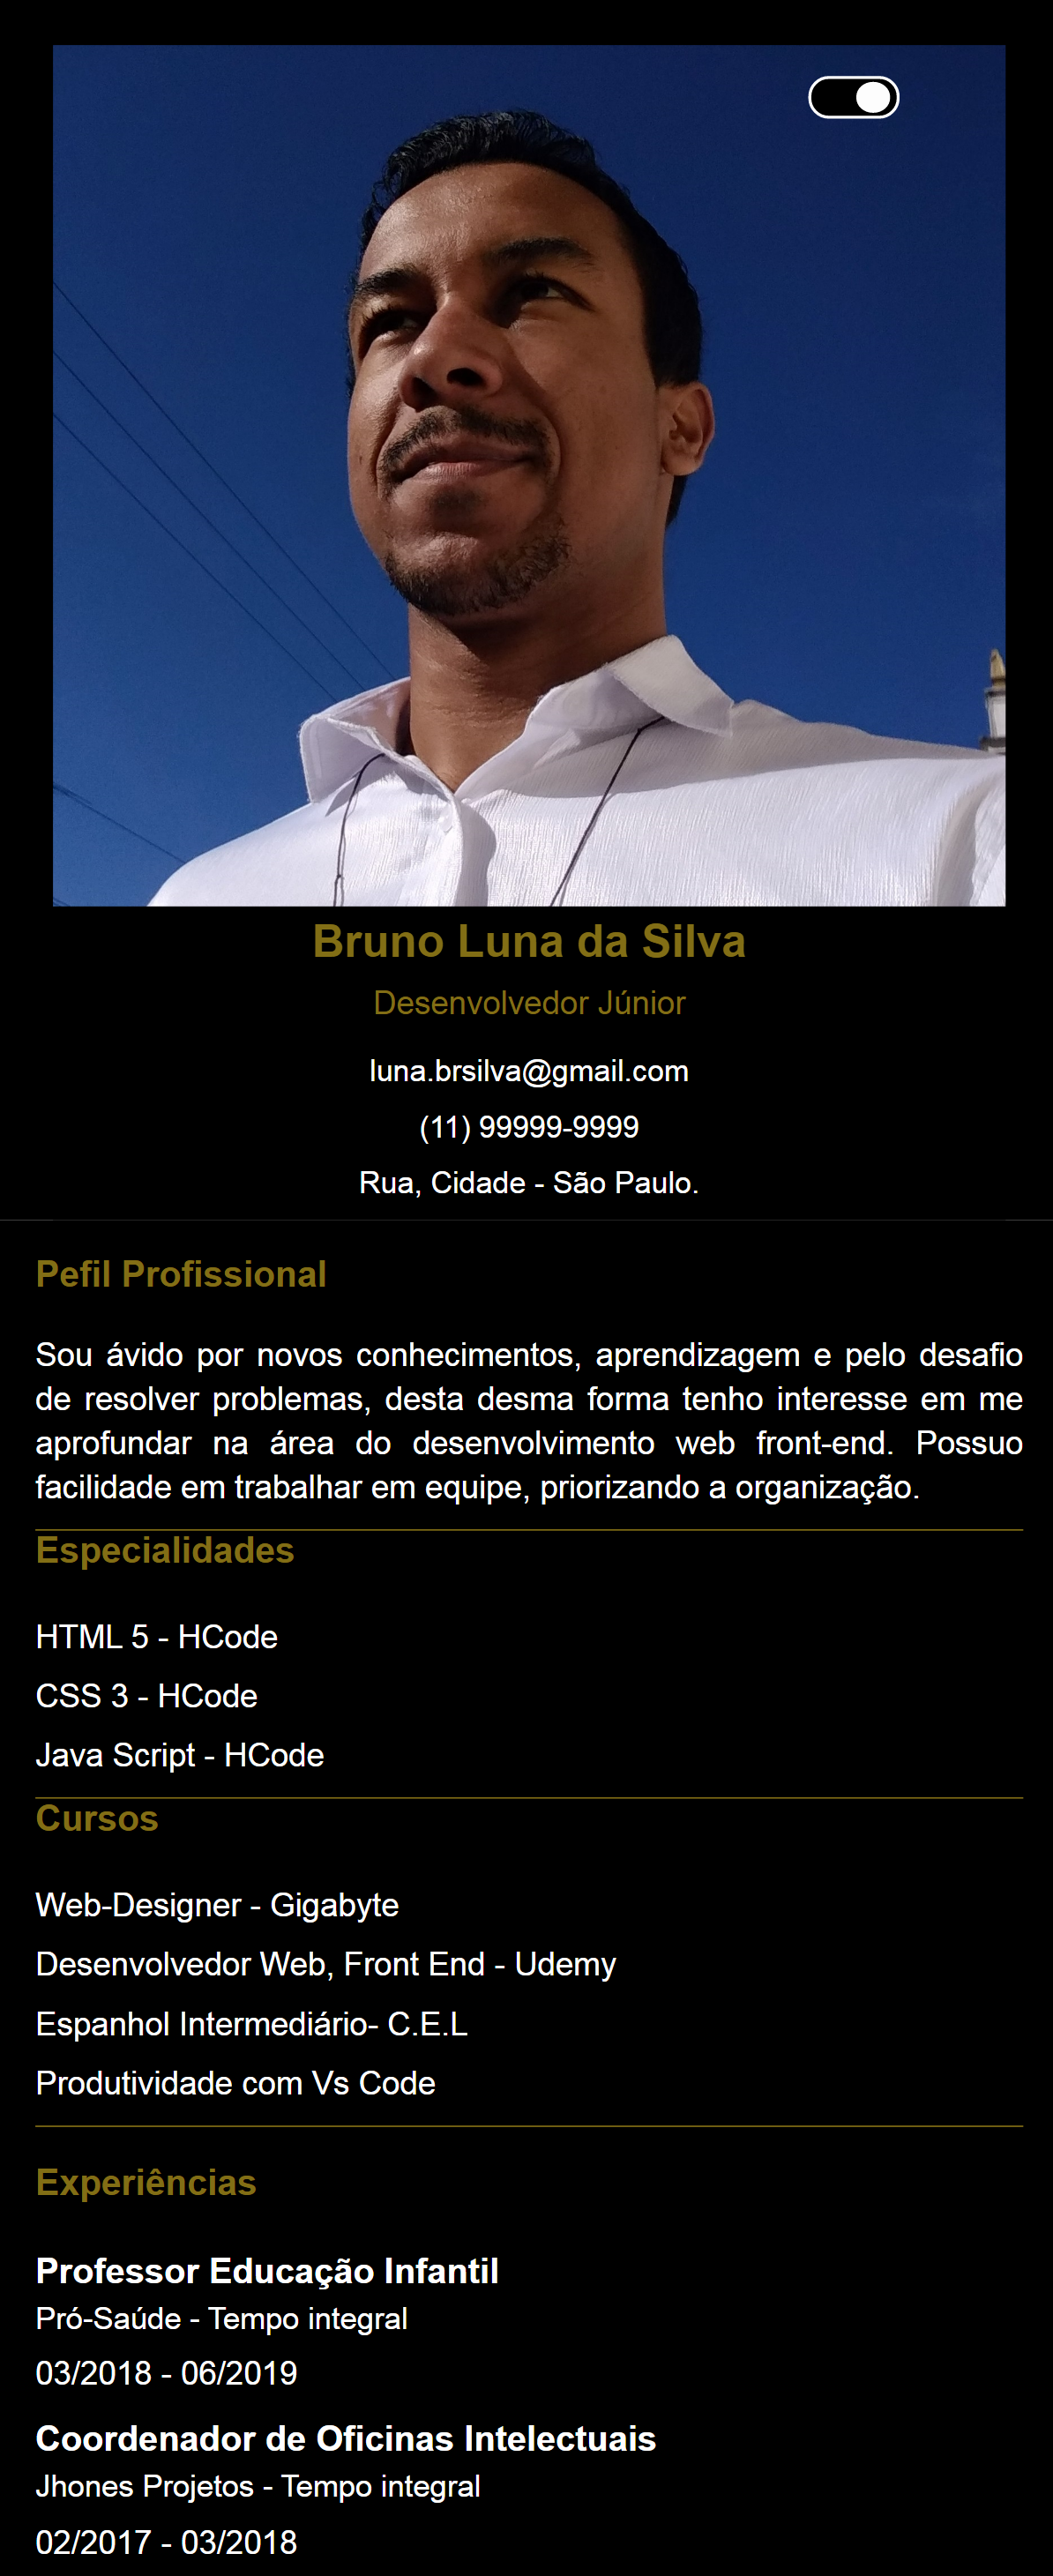 Bruno Luna da Silva
Desenvolvedor Júnior
luna.brsilva@gmail.com
(11) 99999-9999
Rua, Cidade - São Paulo.
Pefil Profissional
Sou ávido por novos conhecimentos, aprendizagem e pelo desafio
de resolver problemas, desta desma forma tenho interesse em me
aprofundar na área do desenvolvimento web front-end. Possuo
facilidade em trabalhar em equipe, priorizando a organização.
Especialidades
HTML 5 - HCode
CSS 3 - HCode
Java Script - HCode
Cursos
Web-Designer - Gigabyte
Desenvolvedor Web, Front End - Udemy
Espanhol Intermediário- C.E.L
Produtividade com Vs Code
Experiências
Professor Educação Infantil
Pró-Saúde - Tempo integral
03/2018 - 06/2019
Coordenador de Oficinas Intelectuais
Jhones Projetos - Tempo integral
02/2017 - 03/2018